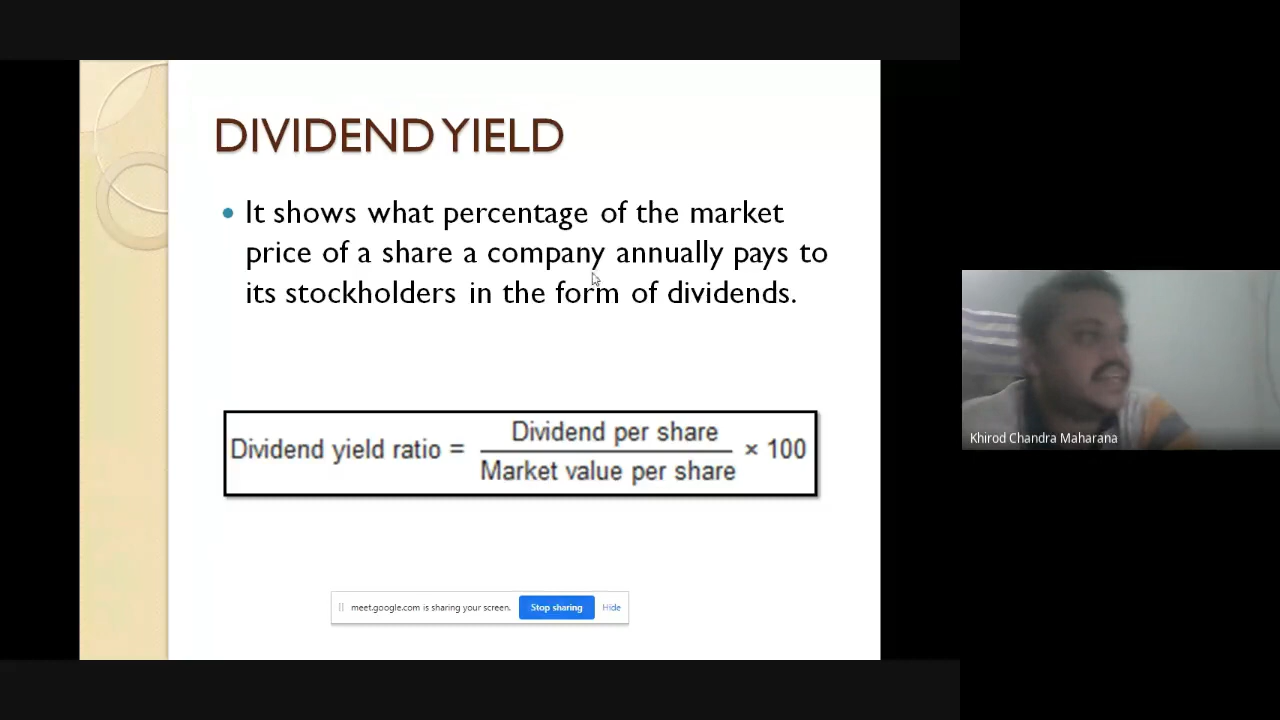 DIVIDEND YIELD
• It shows what percentage of the market
price of a share a company annually pays to
its stockholders in the form of dividends.
Dividend yield ratio = Dividend per share / Market value per share × 100
meet.google.com is sharing your screen. Stop sharing Hide
Khirod Chandra Maharana